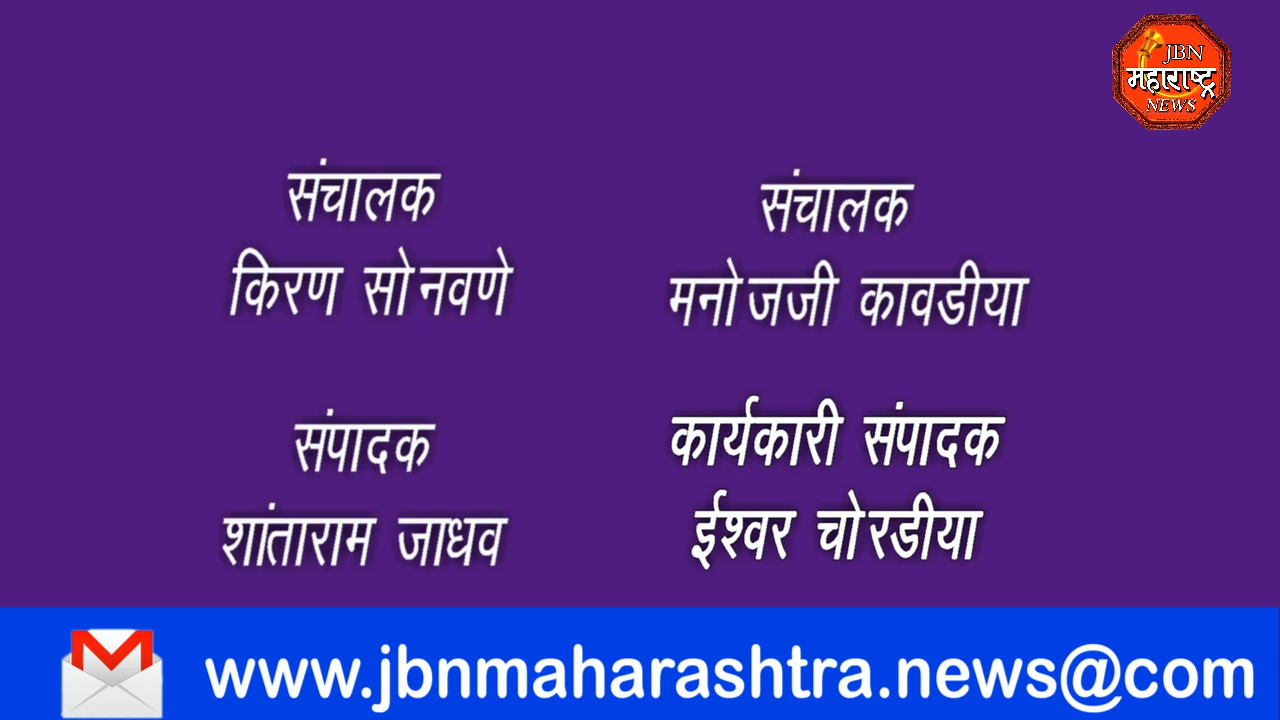 JBN
महाराष्ट्र
NEWS
संचालक
किरण सोनवणे
संचालक
मनोजजी कावडीया
संपादक
शांताराम जाधव
कार्यकारी संपादक
ईश्वर चोरडीया
www.jbnmaharashtra.news@com